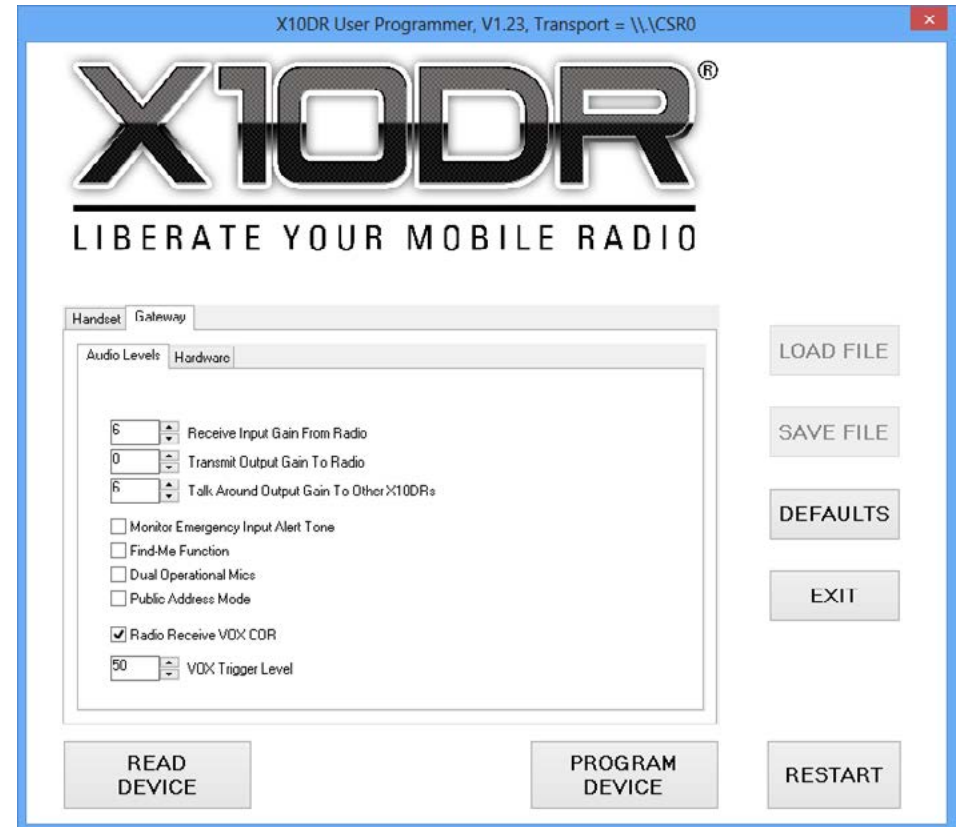 X10DR User Programmer, V1.23, Transport = \\.\CSR0
X10DR®
LIBERATE YOUR MOBILE RADIO
Handset Gateway
Audio Levels Hardware
6 Receive Input Gain From Radio
0 Transmit Output Gain To Radio
6 Talk Around Output Gain To Other X10DRs
Monitor Emergency Input Alert Tone
Find-Me Function
Dual Operational Mics
Public Address Mode
Radio Receive VOX COR
50 VOX Trigger Level
LOAD FILE
SAVE FILE
DEFAULTS
EXIT
READ
DEVICE
PROGRAM
DEVICE
RESTART